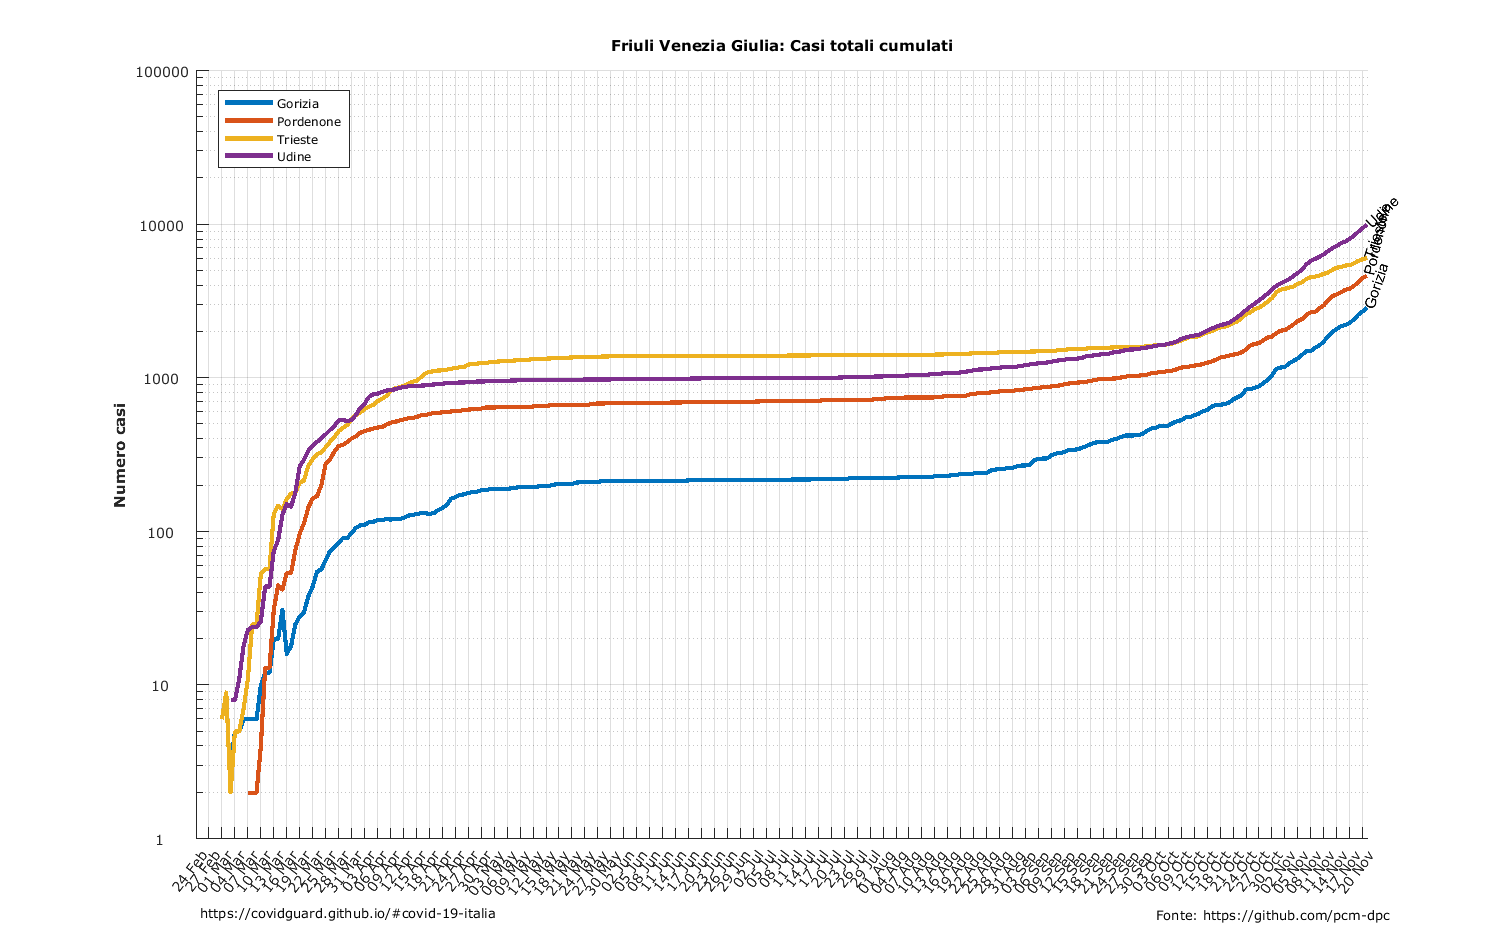 Friuli Venezia Giulia: Casi totali cumulati
100000
10000
1000
100
10
1
Numero casi
Gorizia
Pordenone
Trieste
Udine
Udine
Trieste
Pordenone
Gorizia
24 Feb
27 Feb
01 Mar
04 Mar
07 Mar
10 Mar
13 Mar
16 Mar
19 Mar
22 Mar
25 Mar
28 Mar
31 Mar
03 Apr
06 Apr
09 Apr
12 Apr
15 Apr
18 Apr
21 Apr
24 Apr
27 Apr
30 Apr
03 May
06 May
09 May
12 May
15 May
18 May
21 May
24 May
27 May
30 May
02 Jun
05 Jun
08 Jun
11 Jun
14 Jun
17 Jun
20 Jun
23 Jun
26 Jun
29 Jun
02 Jul
05 Jul
08 Jul
11 Jul
14 Jul
17 Jul
20 Jul
23 Jul
26 Jul
29 Jul
01 Aug
04 Aug
07 Aug
10 Aug
13 Aug
16 Aug
19 Aug
22 Aug
25 Aug
28 Aug
31 Aug
03 Sep
06 Sep
09 Sep
12 Sep
15 Sep
18 Sep
21 Sep
24 Sep
27 Sep
30 Sep
03 Oct
06 Oct
09 Oct
12 Oct
15 Oct
18 Oct
21 Oct
24 Oct
27 Oct
30 Oct
02 Nov
05 Nov
08 Nov
11 Nov
14 Nov
17 Nov
20 Nov
https://covidguard.github.io/#covid-19-italia
Fonte: https://github.com/pcm-dpc